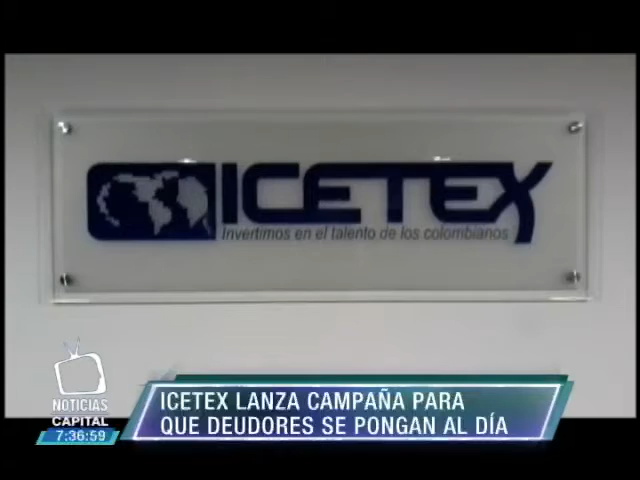 ICETEX
Invertimos en el talento de los colombianos
NOTICIAS
CAPITAL
7:36:59
ICETEX LANZA CAMPAÑA PARA
QUE DEUDORES SE PONGAN AL DÍA